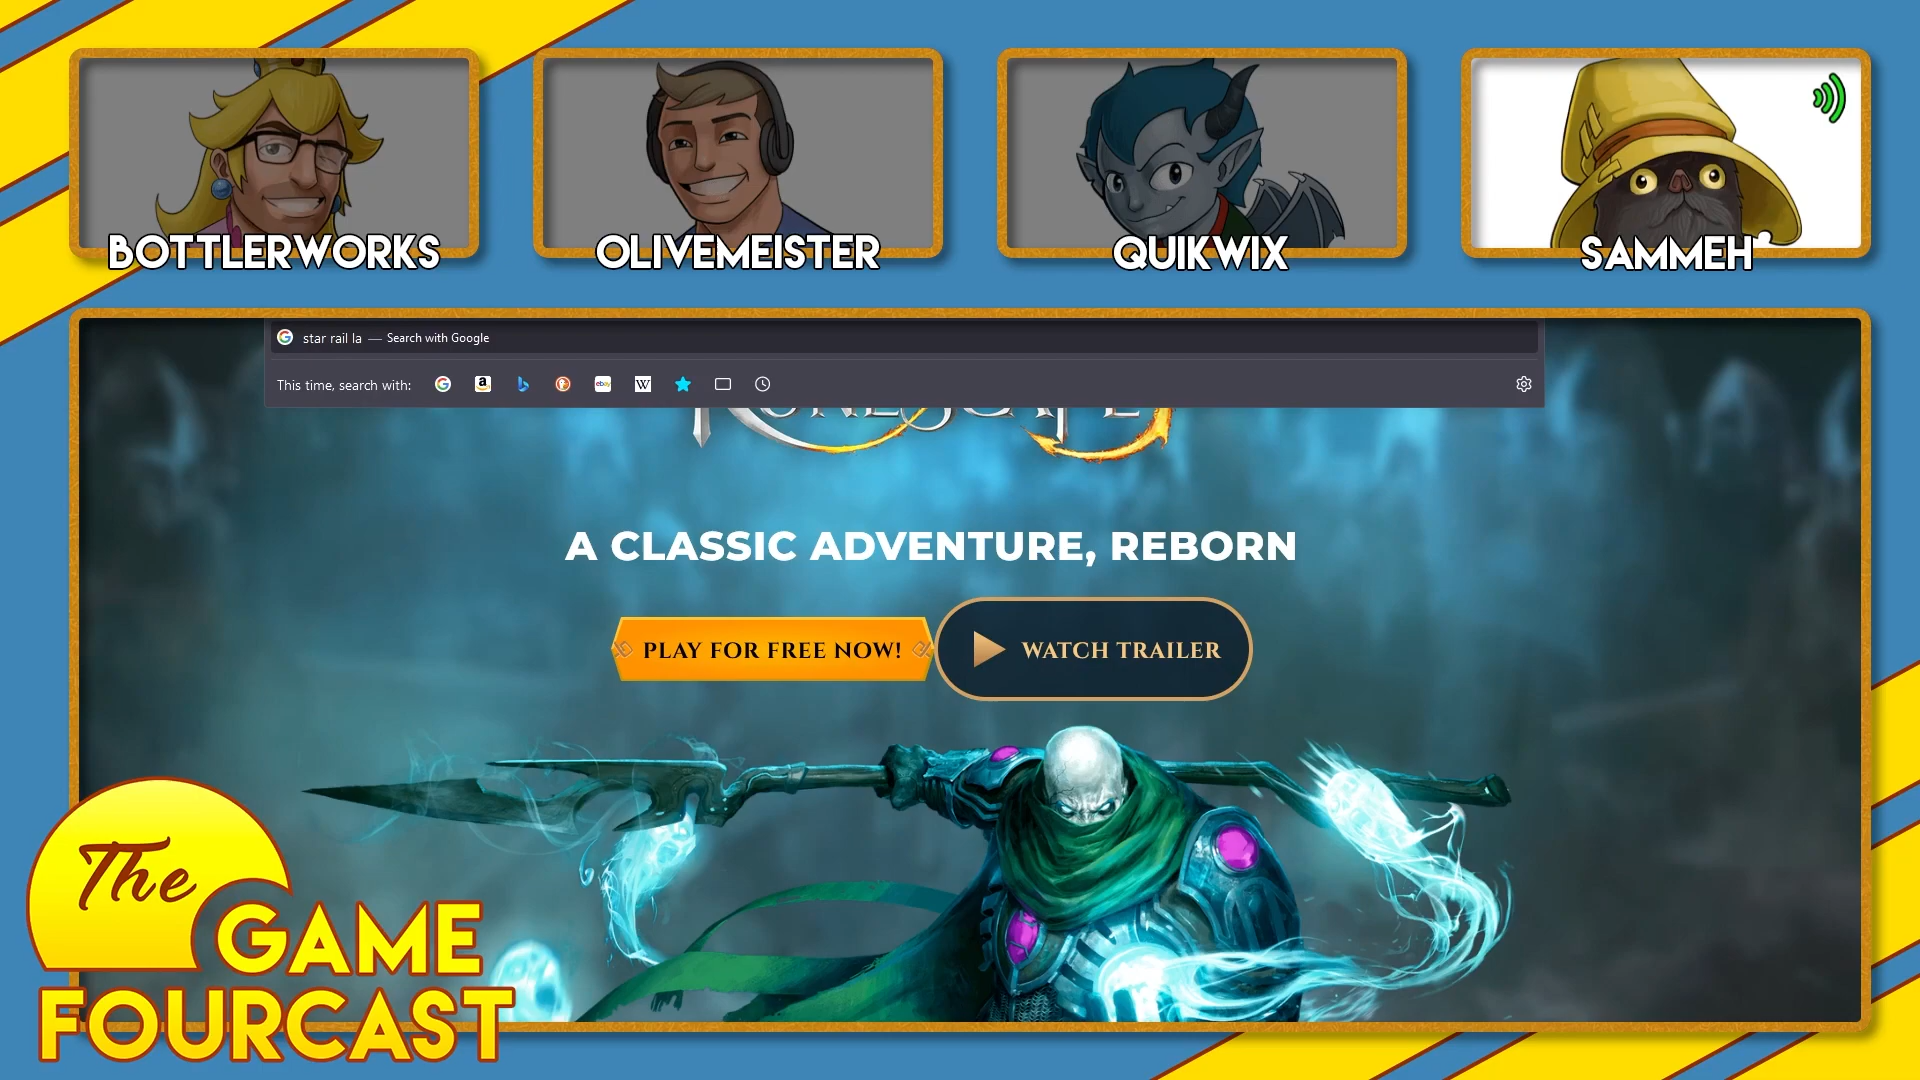 BOTTLERWORKS
OLIVEMEISTER
QUIKWIX
SAMMEH
star rail la — Search with Google
This time, search with:
RUNESCAPE
A CLASSIC ADVENTURE, REBORN
PLAY FOR FREE NOW!
WATCH TRAILER
The
GAME
FOURCAST